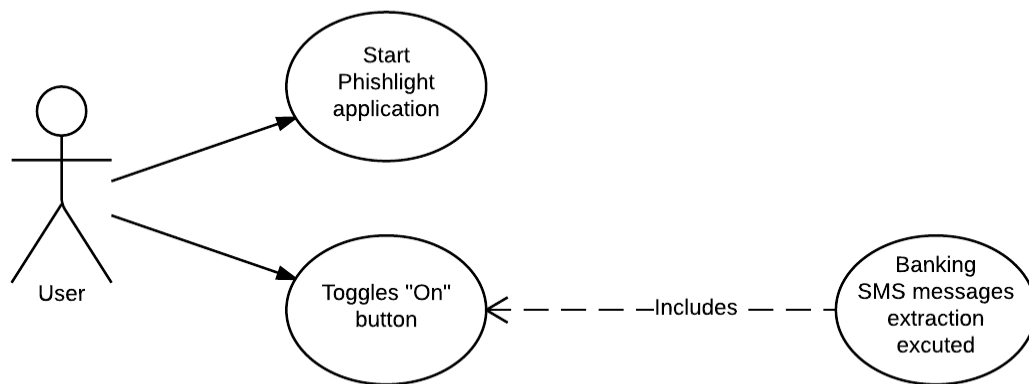 Start
Phishlight
application
User
Toggles "On"
button
Includes
Banking
SMS messages
extraction
excuted